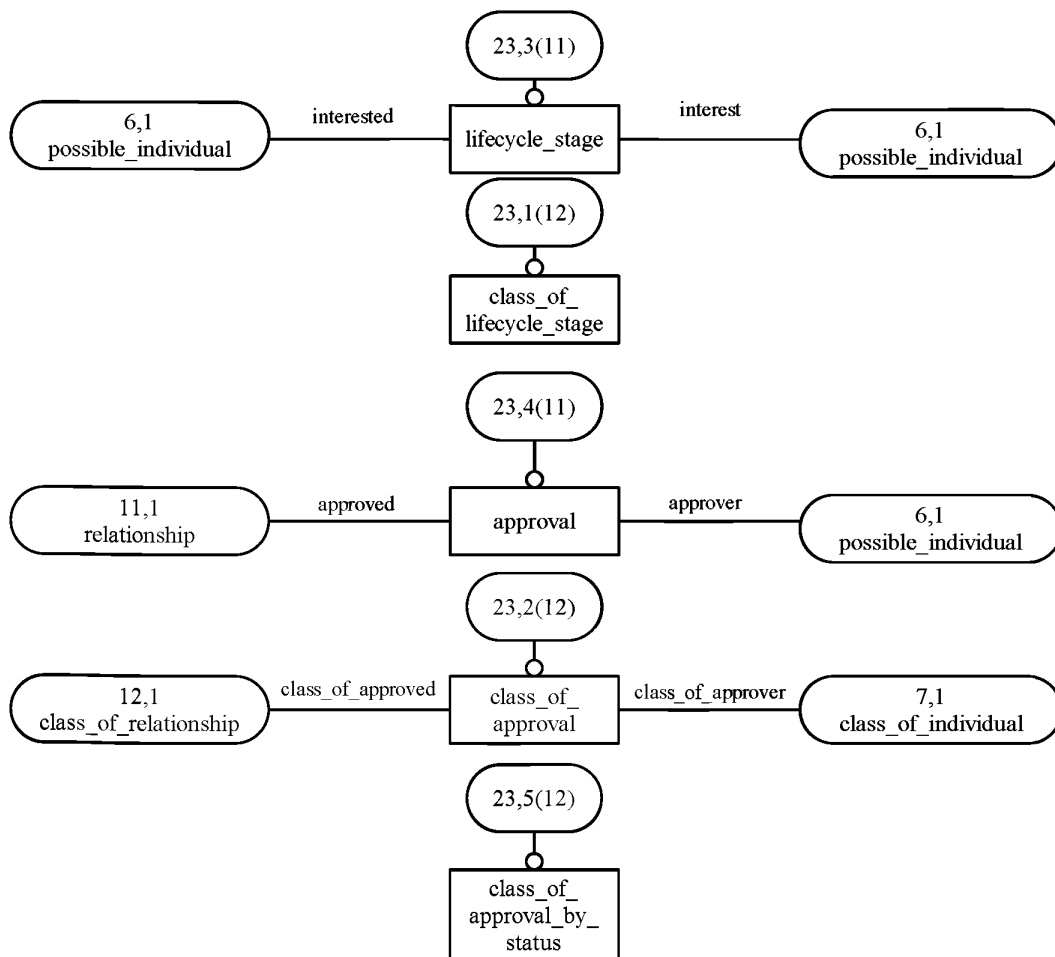 23,3(11)
6,1
possible_individual
interested
lifecycle_stage
interest
6,1
possible_individual
23,1(12)
class_of_
lifecycle_stage
23,4(11)
11,1
relationship
approved
approval
approver
6,1
possible_individual
23,2(12)
12,1
class_of_relationship
class_of_approved
class_of_
approval
class_of_approver
7,1
class_of_individual
23,5(12)
class_of_
approval_by_
status